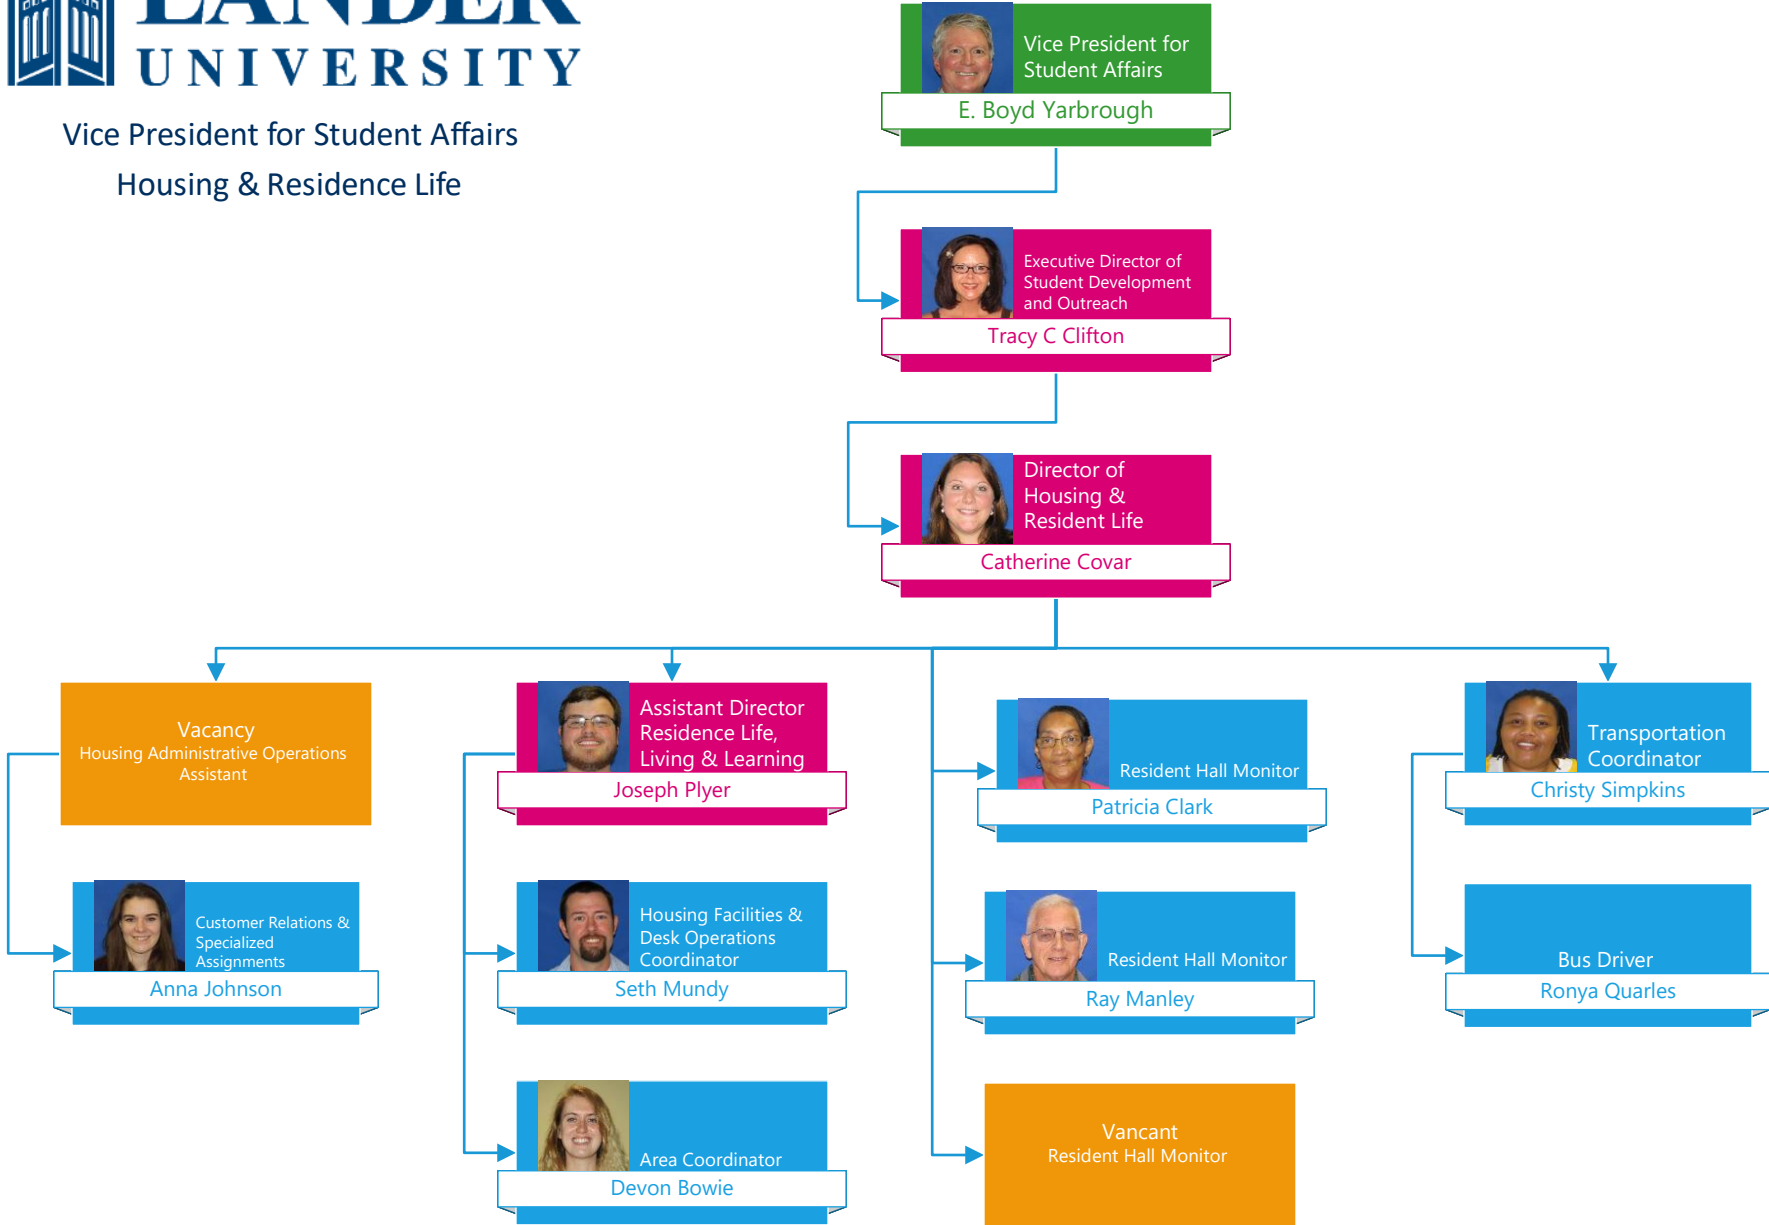 LANDER
UNIVERSITY
Vice President for Student Affairs
Housing & Residence Life
Vice President for
Student Affairs
E. Boyd Yarbrough
Executive Director of
Student Development
and Outreach
Tracy C Clifton
Director of
Housing &
Resident Life
Catherine Covar
Vacancy
Housing Administrative Operations
Assistant
Assistant Director
Residence Life,
Living & Learning
Joseph Plyer
Resident Hall Monitor
Patricia Clark
Transportation
Coordinator
Christy Simpkins
Customer Relations &
Specialized
Assignments
Anna Johnson
Housing Facilities &
Desk Operations
Coordinator
Seth Mundy
Resident Hall Monitor
Ray Manley
Bus Driver
Ronya Quarles
Area Coordinator
Devon Bowie
Vancant
Resident Hall Monitor